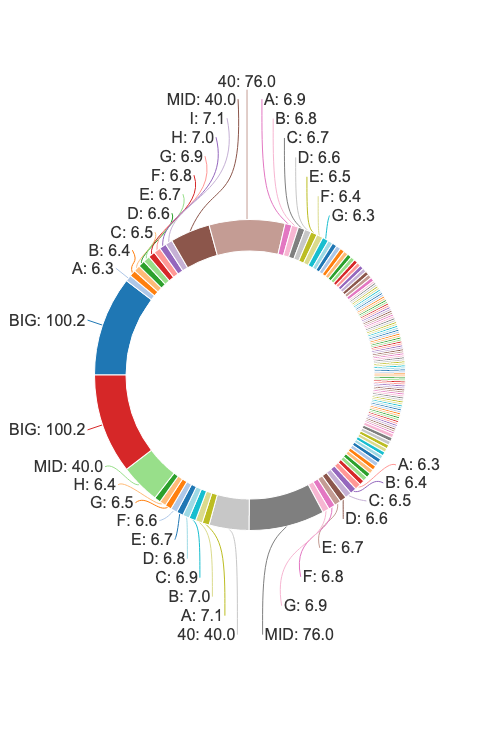 40: 76.0
MID: 40.0
A: 6.9
I: 7.1
B: 6.8
H: 7.0
C: 6.7
G: 6.9
D: 6.6
F: 6.8
E: 6.5
E: 6.7
F: 6.4
D: 6.6
G: 6.3
C: 6.5
B: 6.4
A: 6.3
BIG: 100.2
BIG: 100.2
MID: 40.0
A: 6.3
H: 6.4
B: 6.4
G: 6.5
C: 6.5
F: 6.6
D: 6.6
E: 6.7
E: 6.7
D: 6.8
C: 6.9
F: 6.8
B: 7.0
G: 6.9
A: 7.1
40: 40.0
MID: 76.0